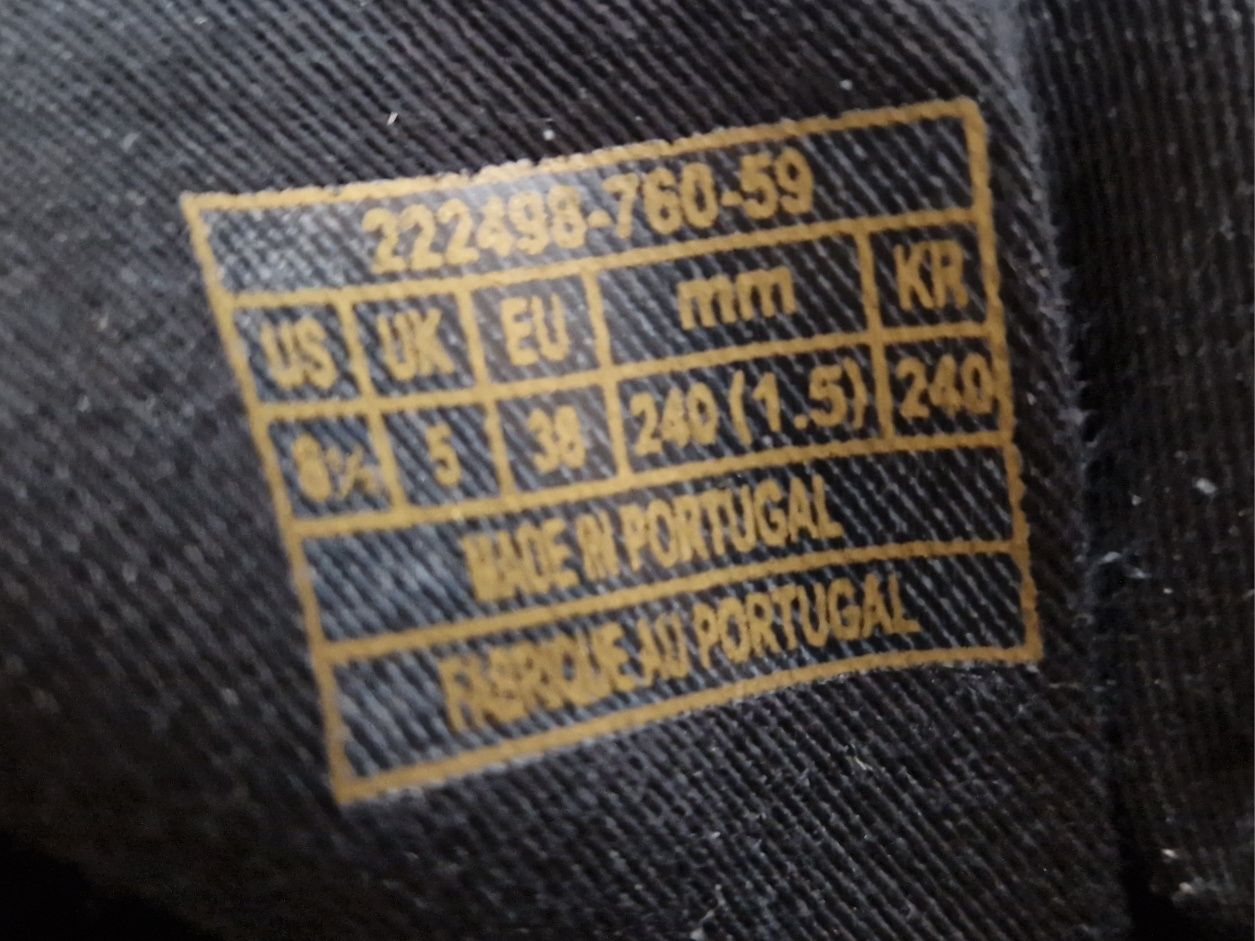 222498-760-59
US UK EU mm KR
8½ 5 38 240 (1.5) 240
MADE IN PORTUGAL
FABRIQUE AU PORTUGAL